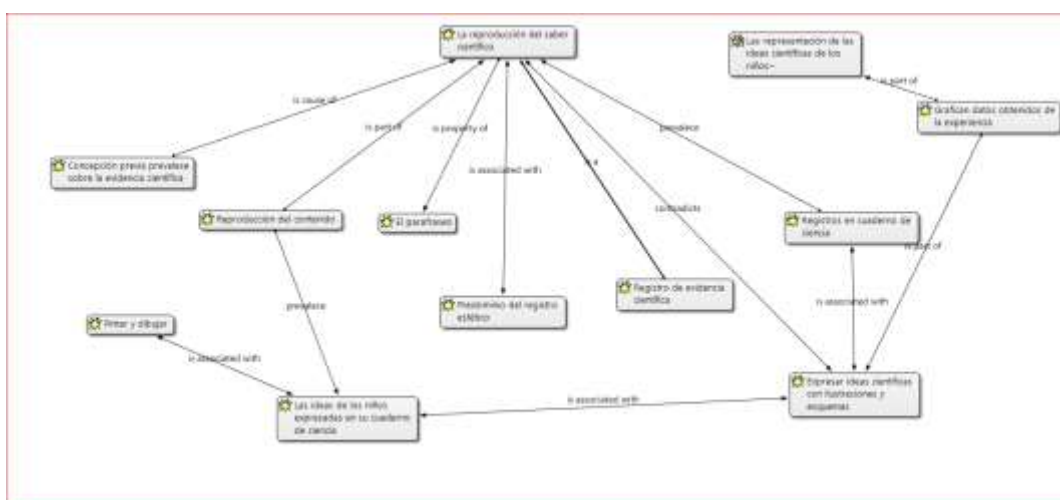 La reproducción del saber
científico
Las representación de las
ideas científicas de los
niños~
is part of
Grafican datos obtenidos de
la experiencia
is cause of
is part of
is property of
prevalece
is associated with
is a
Concepción previa prevalese
sobre la evidencia científica
contradicts
Reproducción del contenido
El parafraseo
Registros en cuaderno de
ciencia
is part of
Predominio del registro
estético
Registro de evidencia
científica
is associated with
prevalece
Pintar y dibujar
is associated with
Las ideas de los niños
expresadas en su cuaderno
de ciencia
is associated with
Expresar ideas científicas
con ilustraciones y
esquemas